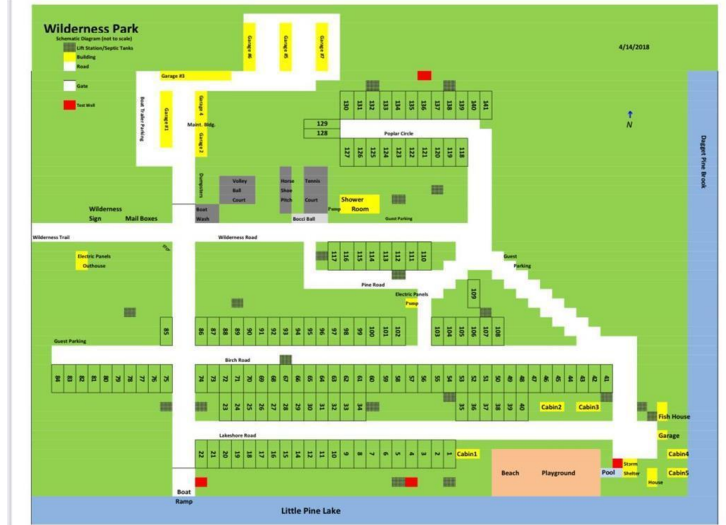 Wilderness Park
Schematic Diagram (not to scale)
Lift Station/Septic Tanks
Building
Road
Gate
Test Well
4/14/2018
N
Garage #6
Garage #5
Garage #7
Garage #3
Boat Trailer Parking
Garage #1
Garage 4
Maint. Bldg.
Garage 2
130 131 132 133 134 135 136 137 138 139 140 141
129
128
Poplar Circle
127 126 125 124 123 122 121 120 119 118
Dagget Pine Brook
Dumpsters
Valley
Ball
Court
Horse
Shoe
Pitch
Tennis
Court
Shower
Room
Pump
Boat
Wash
Bocci Ball
Guest Parking
Wilderness
Sign
Mail Boxes
Wilderness Trail
Wilderness Road
Electric Panels
Outhouse
117 116 115 114 113 112 111 110
Guest
Parking
Pine Road
Electric Panels
Pump
109
85
86 87 88 89 90 91 92 93 94 95 96 97 98 99 100 101 102
103 104 105 106 107 108
Guest Parking
Birch Road
84 83 82 81 80 79 78 77 76 75
74 73 72 71 70 69 68 67 66 65 64 63 62 61 60 59 58 57 56 55 54 53 52 51 50 49 48 47 46 45 44 43 42 41
23 24 25 26 27 28 29 30 31 32 33 34
35 36 37 38 39 40
Cabin2
Cabin3
Fish House
Lakeshore Road
Garage
22 21 20 19 18 17 16 15 14 12 11 10 9 8 7 6 5 4 3 2 1
Cabin1
Cabin4
Beach
Playground
Pool
Storm
Shelter
House
Cabin5
Boat
Ramp
Little Pine Lake